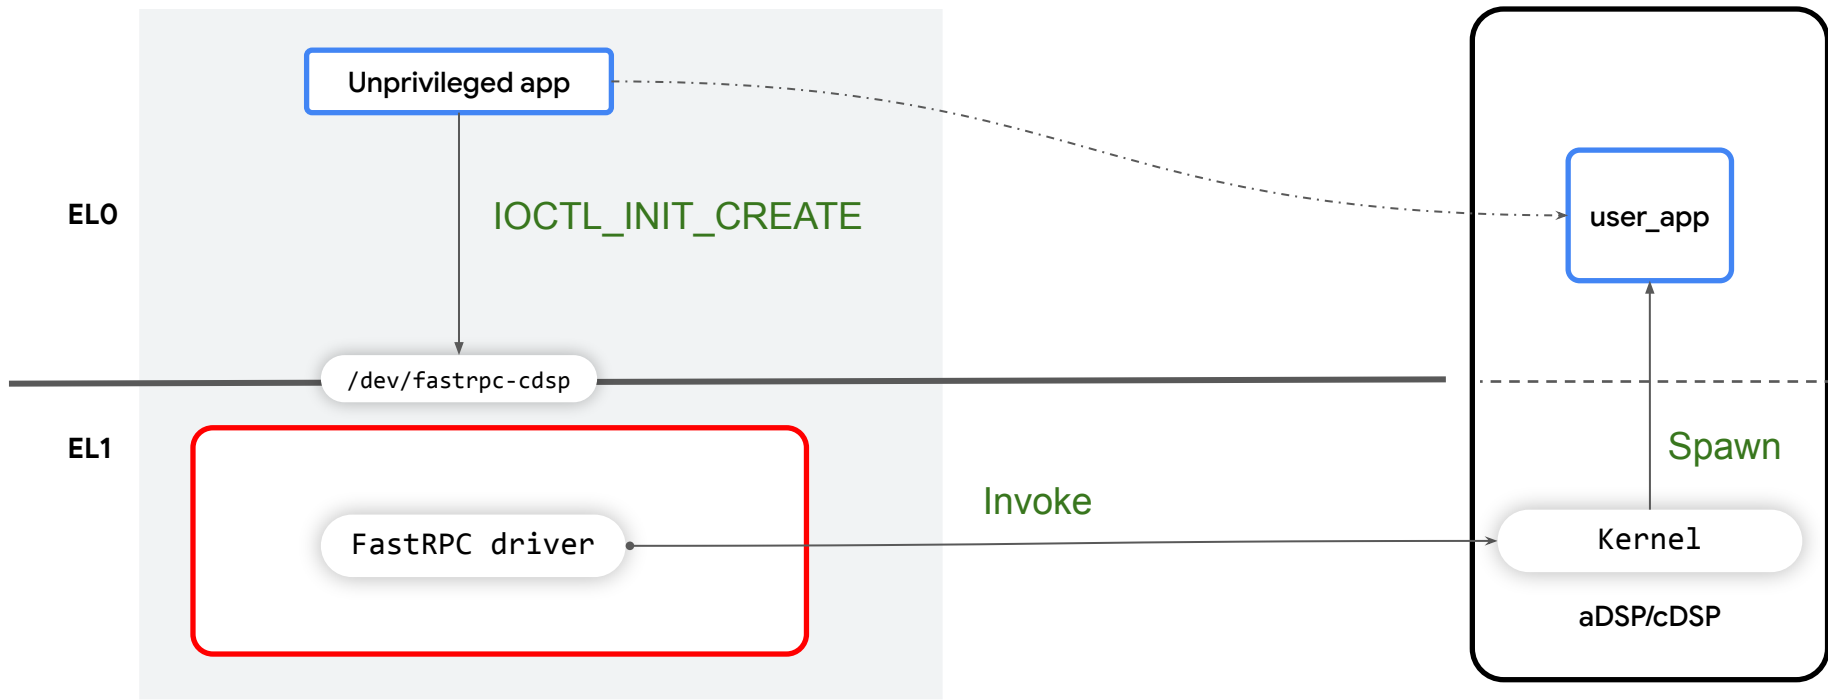 Unprivileged app
EL0
IOCTL_INIT_CREATE
user_app
/dev/fastrpc-cdsp
EL1
Spawn
Invoke
FastRPC driver
Kernel
aDSP/cDSP